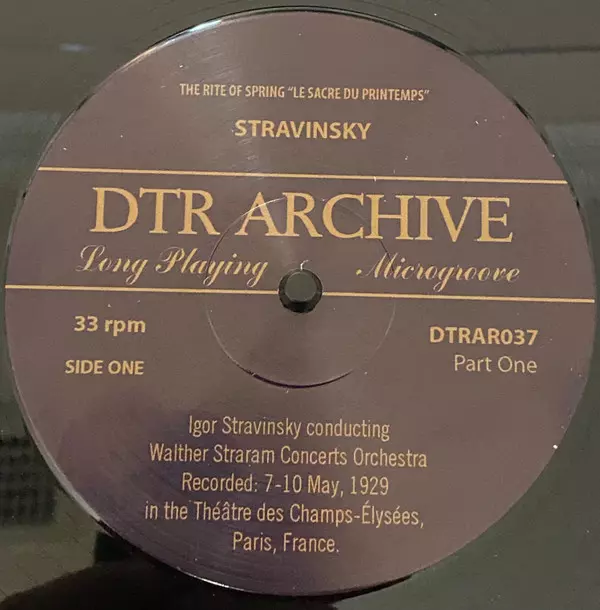 THE RITE OF SPRING "LE SACRE DU PRINTEMPS"
STRAVINSKY
DTR ARCHIVE
Long Playing Microgroove
33 rpm DTRAR037
SIDE ONE Part One
Igor Stravinsky conducting
Walther Straram Concerts Orchestra
Recorded: 7-10 May, 1929
in the Théâtre des Champs-Élysées,
Paris, France.